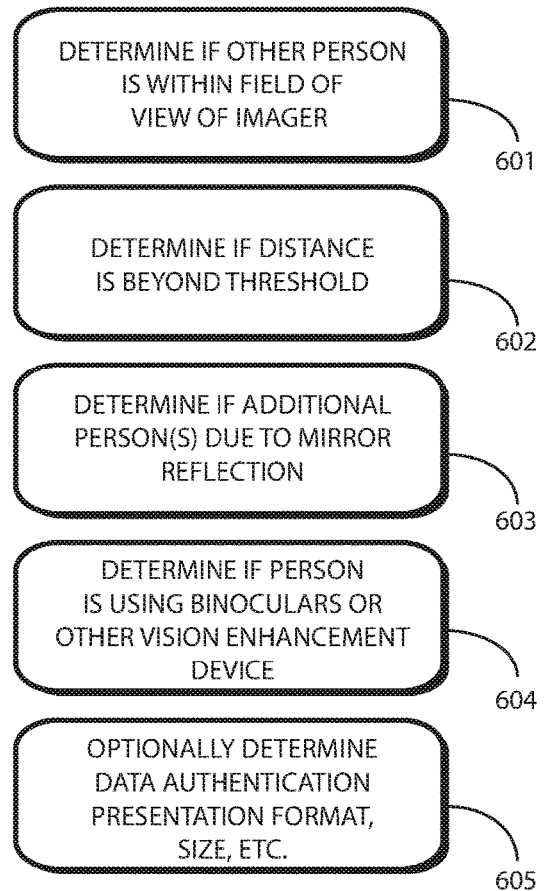 DETERMINE IF OTHER PERSON
IS WITHIN FIELD OF
VIEW OF IMAGER
601
DETERMINE IF DISTANCE
IS BEYOND THRESHOLD
602
DETERMINE IF ADDITIONAL
PERSON(S) DUE TO MIRROR
REFLECTION
603
DETERMINE IF PERSON
IS USING BINOCULARS OR
OTHER VISION ENHANCEMENT
DEVICE
604
OPTIONALLY DETERMINE
DATA AUTHENTICATION
PRESENTATION FORMAT,
SIZE, ETC.
605